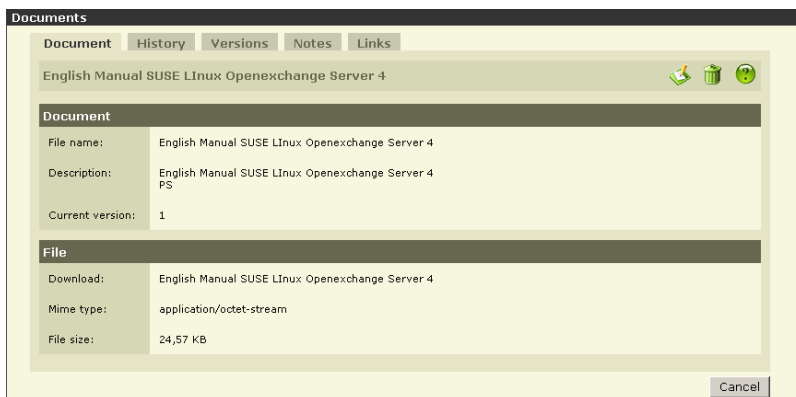 Documents
Document History Versions Notes Links
English Manual SUSE LInux Openexchange Server 4
Document
File name: English Manual SUSE LInux Openexchange Server 4
Description: English Manual SUSE LInux Openexchange Server 4
PS
Current version: 1
File
Download: English Manual SUSE LInux Openexchange Server 4
Mime type: application/octet-stream
File size: 24,57 KB
Cancel